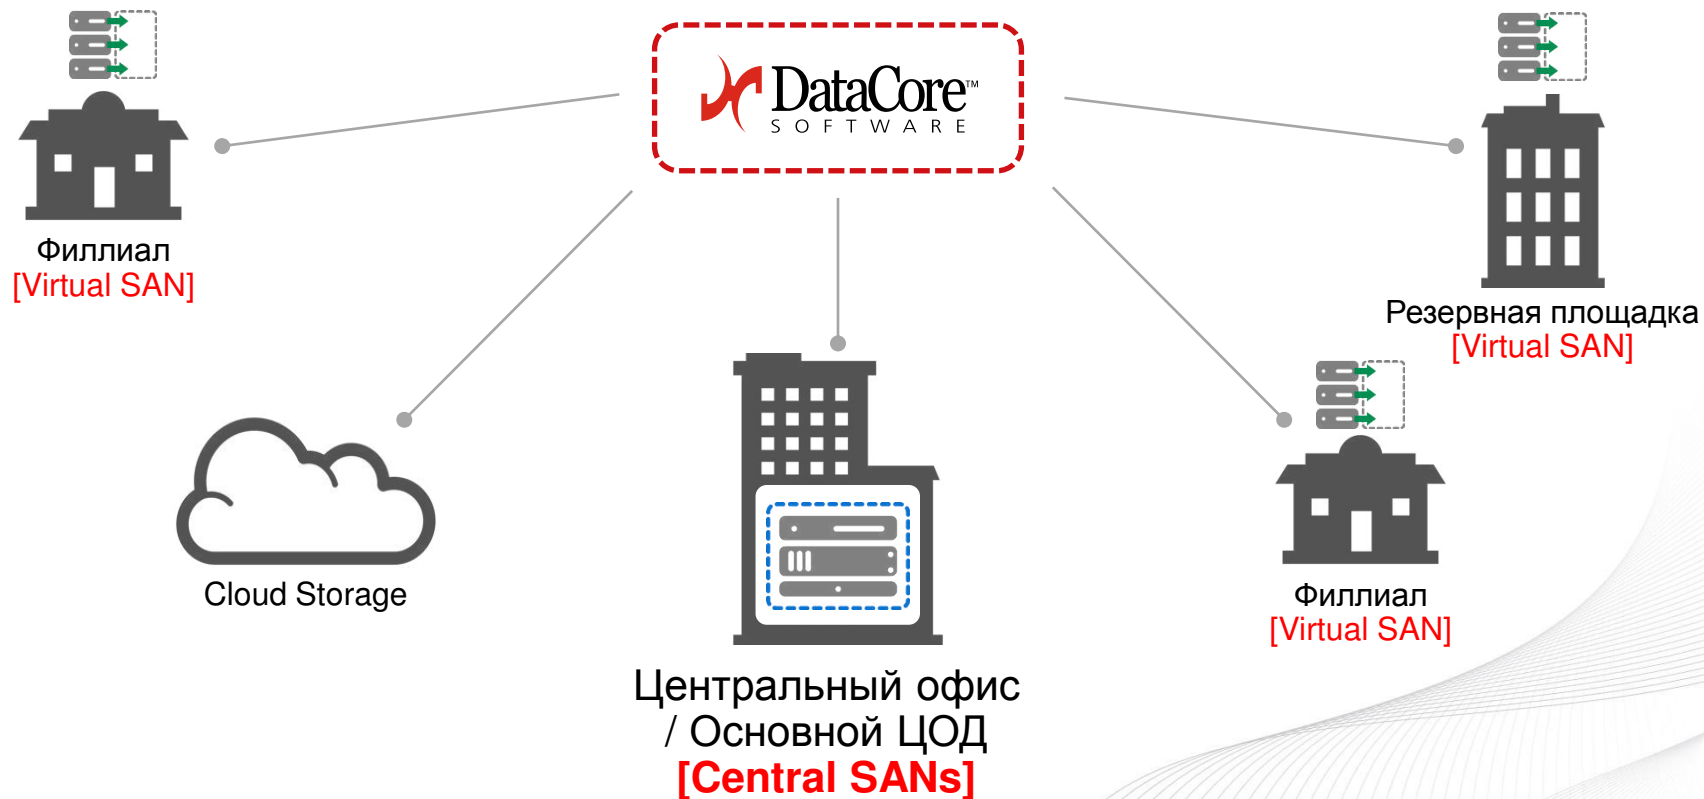 DataCore™
SOFTWARE
Филлиал
[Virtual SAN]
Резервная площадка
[Virtual SAN]
Cloud Storage
Филлиал
[Virtual SAN]
Центральный офис
/ Основной ЦОД
[Central SANs]